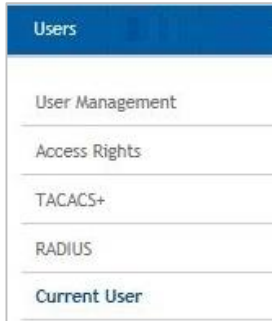 Users
User Management
Access Rights
TACACS+
RADIUS
Current User